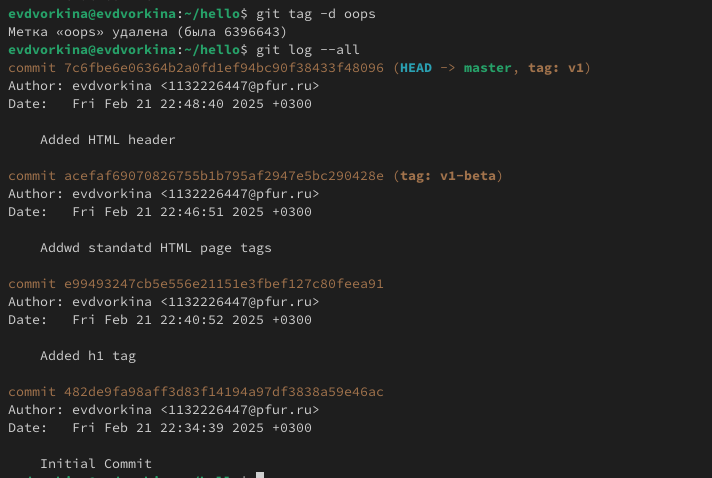 evdvorkina@evdvorkina:~/hello$ git tag -d oops
Метка «oops» удалена (была 6396643)
evdvorkina@evdvorkina:~/hello$ git log --all
commit 7c6fbe6e06364b2a0fd1ef94bc90f38433f48096 (HEAD -> master, tag: v1)
Author: evdvorkina <1132226447@pfur.ru>
Date:   Fri Feb 21 22:48:40 2025 +0300
Added HTML header
commit acefaf69070826755b1b795af2947e5bc290428e (tag: v1-beta)
Author: evdvorkina <1132226447@pfur.ru>
Date:   Fri Feb 21 22:46:51 2025 +0300
Addwd standatd HTML page tags
commit e99493247cb5e556e21151e3fbef127c80feea91
Author: evdvorkina <1132226447@pfur.ru>
Date:   Fri Feb 21 22:40:52 2025 +0300
Added h1 tag
commit 482de9fa98aff3d83f14194a97df3838a59e46ac
Author: evdvorkina <1132226447@pfur.ru>
Date:   Fri Feb 21 22:34:39 2025 +0300
Initial Commit